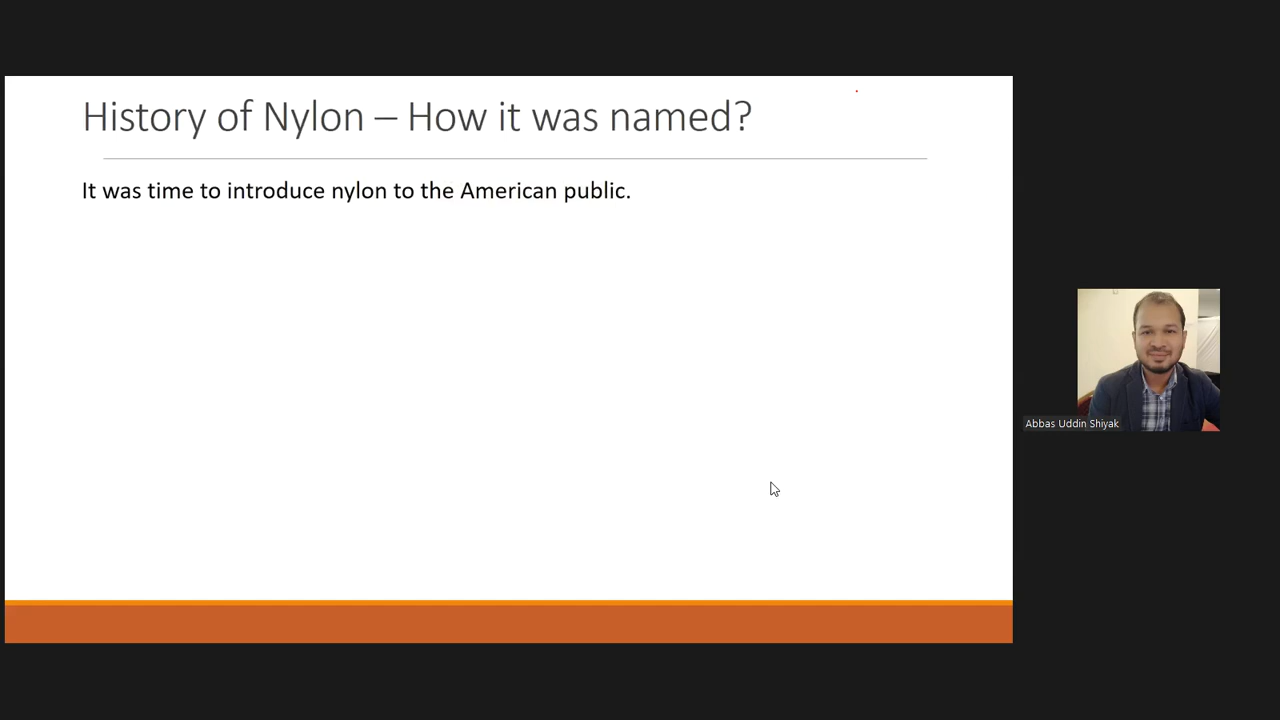 History of Nylon – How it was named?
It was time to introduce nylon to the American public.
Abbas Uddin Shiyak